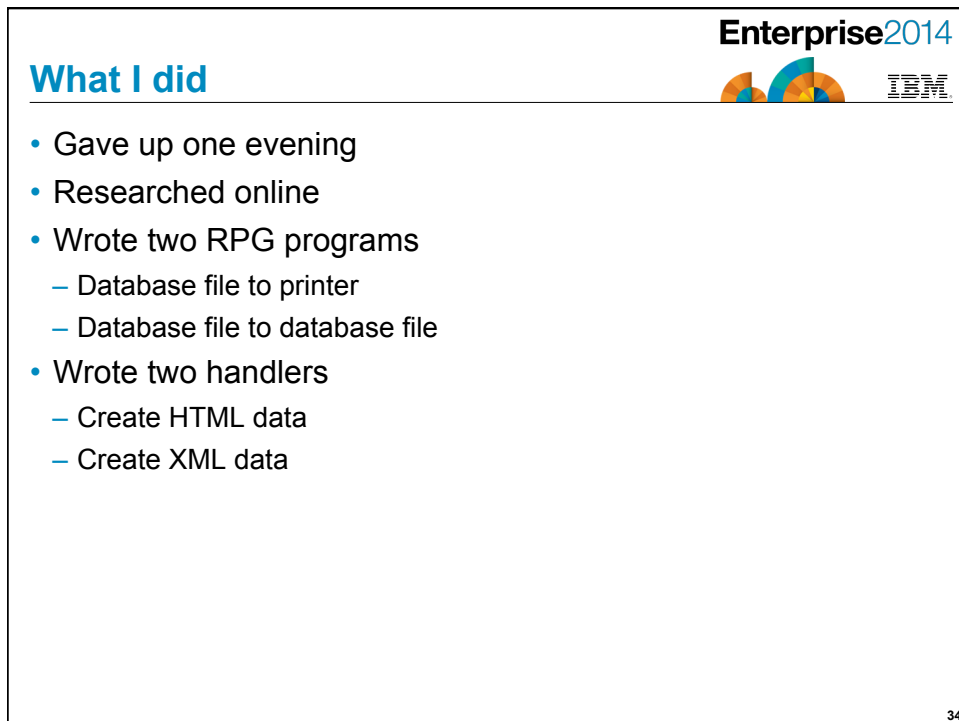 Enterprise2014
What I did
IBM
• Gave up one evening
• Researched online
• Wrote two RPG programs
– Database file to printer
– Database file to database file
• Wrote two handlers
– Create HTML data
– Create XML data
34